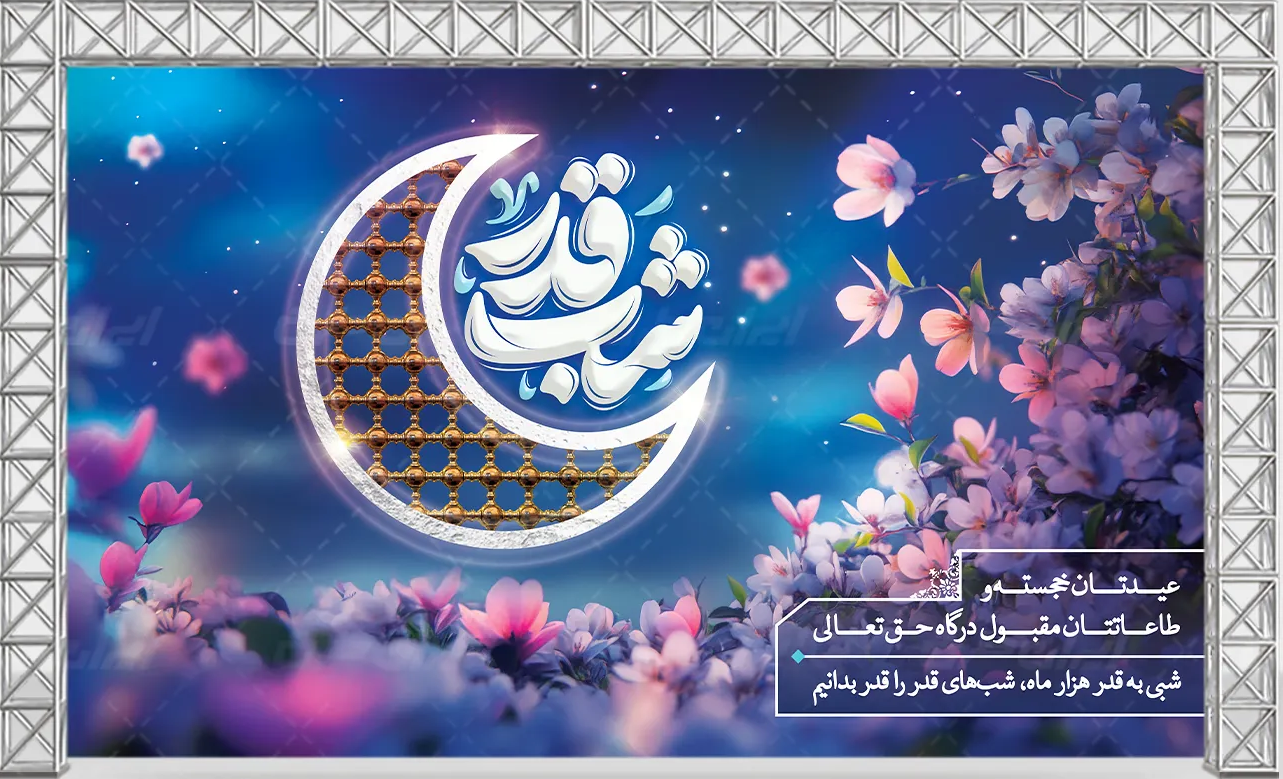 شب قدر
عیدتان خجسته و
طاعاتتان مقبول درگاه حق تعالی
شبی به قدر هزار ماه، شب‌های قدر را قدر بدانیم